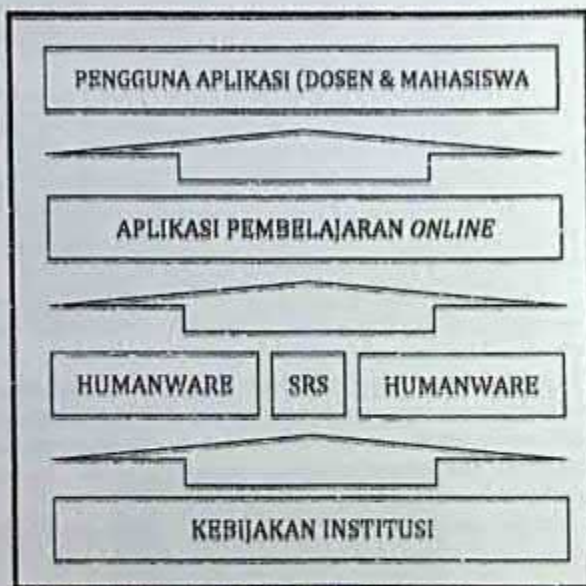 PENGGUNA APLIKASI (DOSEN & MAHASISWA
APLIKASI PEMBELAJARAN ONLINE
HUMANWARE SRS HUMANWARE
KEBIJAKAN INSTITUSI